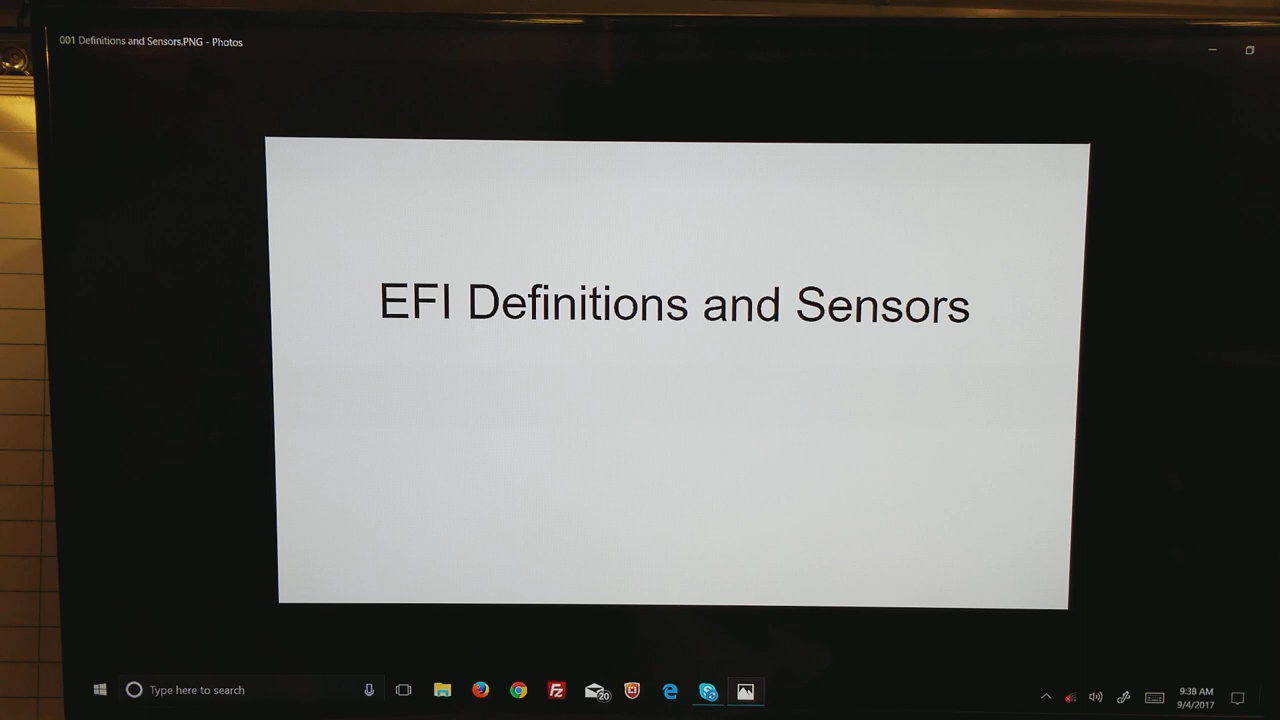 001 Definitions and Sensors.PNG - Photos
EFI Definitions and Sensors
Type here to search
20
9:38 AM
9/4/2017